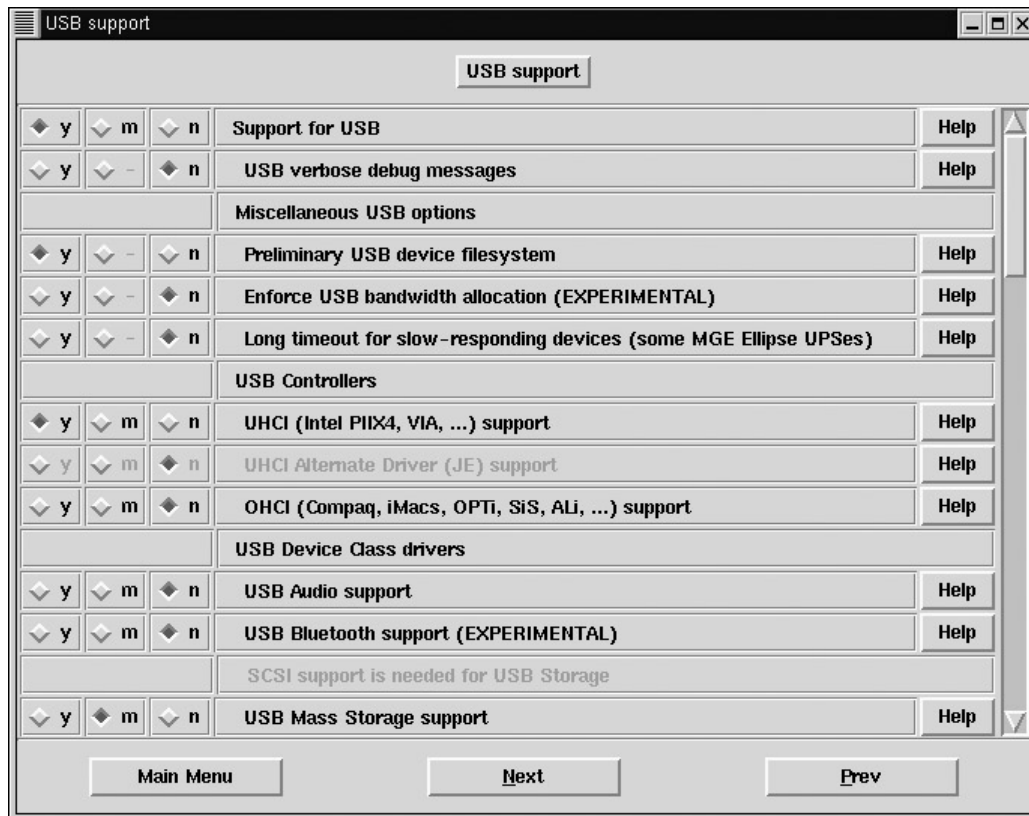 USB support
USB support
y m n Support for USB Help
y - n USB verbose debug messages Help
Miscellaneous USB options
y - n Preliminary USB device filesystem Help
y - n Enforce USB bandwidth allocation (EXPERIMENTAL) Help
y - n Long timeout for slow-responding devices (some MGE Ellipse UPSes) Help
USB Controllers
y m n UHCI (Intel PIIX4, VIA, ...) support Help
y m n UHCI Alternate Driver (JE) support Help
y m n OHCI (Compaq, iMacs, OPTi, SiS, ALi, ...) support Help
USB Device Class drivers
y m n USB Audio support Help
y m n USB Bluetooth support (EXPERIMENTAL) Help
SCSI support is needed for USB Storage
y m n USB Mass Storage support Help
Main Menu Next Prev